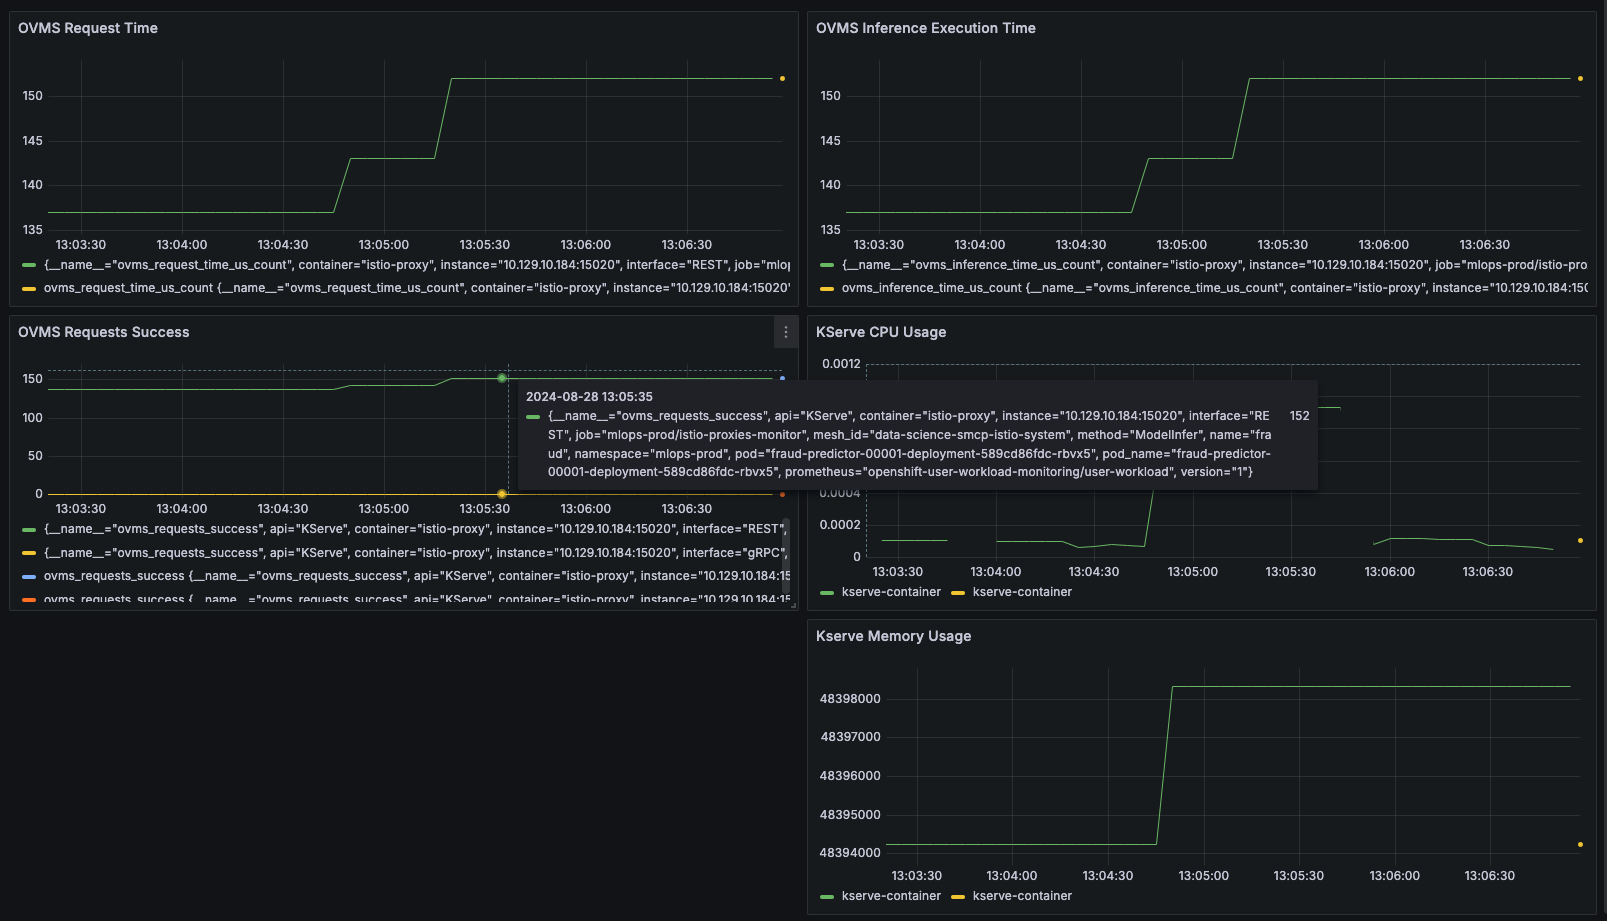 OVMS Request Time
150
145
140
135
13:03:30 13:04:00 13:04:30 13:05:00 13:05:30 13:06:00 13:06:30
{__name__="ovms_request_time_us_count", container="istio-proxy", instance="10.129.10.184:15020", interface="REST", job="mlop
ovms_request_time_us_count {__name__="ovms_request_time_us_count", container="istio-proxy", instance="10.129.10.184:15020"
OVMS Inference Execution Time
150
145
140
135
13:03:30 13:04:00 13:04:30 13:05:00 13:05:30 13:06:00 13:06:30
{__name__="ovms_inference_time_us_count", container="istio-proxy", instance="10.129.10.184:15020", job="mlops-prod/istio-pro
ovms_inference_time_us_count {__name__="ovms_inference_time_us_count", container="istio-proxy", instance="10.129.10.184:150
OVMS Requests Success
150
100
50
0
13:03:30 13:04:00 13:04:30 13:05:00 13:05:30 13:06:00 13:06:30
{__name__="ovms_requests_success", api="KServe", container="istio-proxy", instance="10.129.10.184:15020", interface="REST",
{__name__="ovms_requests_success", api="KServe", container="istio-proxy", instance="10.129.10.184:15020", interface="gRPC",
ovms_requests_success {__name__="ovms_requests_success", api="KServe", container="istio-proxy", instance="10.129.10.184:15
ovms_requests_success {__name__="ovms_requests_success", api="KServe", container="istio-proxy", instance="10.129.10.184:15
2024-08-28 13:05:35
{__name__="ovms_requests_success", api="KServe", container="istio-proxy", instance="10.129.10.184:15020", interface="RE 152
ST", job="mlops-prod/istio-proxies-monitor", mesh_id="data-science-smcp-istio-system", method="ModelInfer", name="fra
ud", namespace="mlops-prod", pod="fraud-predictor-00001-deployment-589cd86fdc-rbvx5", pod_name="fraud-predictor-
00001-deployment-589cd86fdc-rbvx5", prometheus="openshift-user-workload-monitoring/user-workload", version="1"}
KServe CPU Usage
0.0012
0.0004
0.0002
0
13:03:30 13:04:00 13:04:30 13:05:00 13:05:30 13:06:00 13:06:30
kserve-container kserve-container
Kserve Memory Usage
48398000
48397000
48396000
48395000
48394000
13:03:30 13:04:00 13:04:30 13:05:00 13:05:30 13:06:00 13:06:30
kserve-container kserve-container